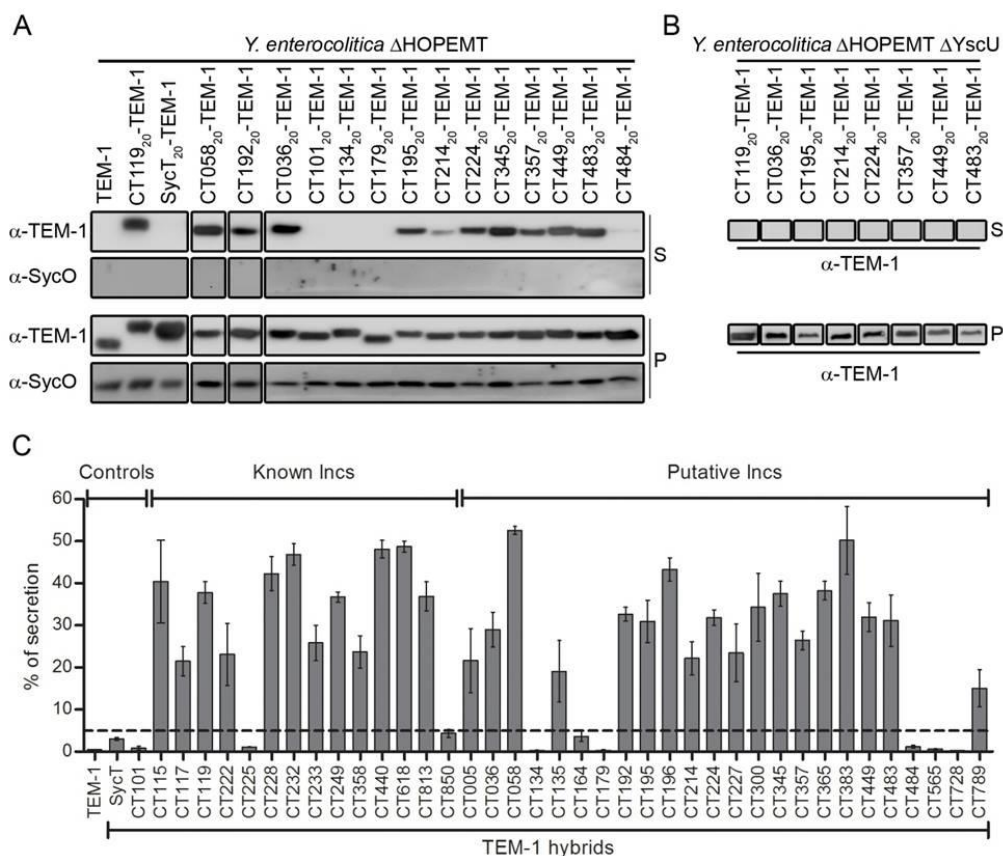 A
Y. enterocolitica ΔHOPEMT
TEM-1
CT119₂₀-TEM-1
SycT₂₀-TEM-1
CT058₂₀-TEM-1
CT192₂₀-TEM-1
CT036₂₀-TEM-1
CT101₂₀-TEM-1
CT134₂₀-TEM-1
CT179₂₀-TEM-1
CT195₂₀-TEM-1
CT214₂₀-TEM-1
CT224₂₀-TEM-1
CT345₂₀-TEM-1
CT357₂₀-TEM-1
CT449₂₀-TEM-1
CT483₂₀-TEM-1
CT484₂₀-TEM-1
α-TEM-1
α-SycO
S
α-TEM-1
α-SycO
P
B
Y. enterocolitica ΔHOPEMT ΔYscU
CT119₂₀-TEM-1
CT036₂₀-TEM-1
CT195₂₀-TEM-1
CT214₂₀-TEM-1
CT224₂₀-TEM-1
CT357₂₀-TEM-1
CT449₂₀-TEM-1
CT483₂₀-TEM-1
S
α-TEM-1
P
α-TEM-1
C
Controls Known Incs Putative Incs
% of secretion
60
50
40
30
20
10
0
TEM-1
SycT
CT101
CT115
CT117
CT119
CT222
CT225
CT228
CT232
CT233
CT249
CT358
CT440
CT618
CT813
CT850
CT005
CT036
CT058
CT134
CT135
CT164
CT179
CT192
CT195
CT196
CT214
CT224
CT227
CT300
CT345
CT357
CT365
CT383
CT449
CT483
CT484
CT565
CT728
CT789
TEM-1 hybrids